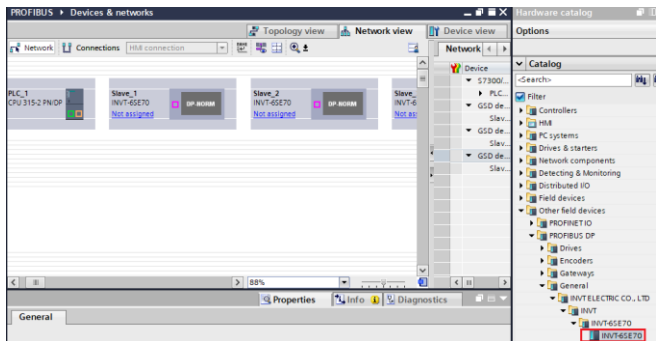 PROFIBUS ▸ Devices & networks
Topology view
Network view
Device view
Network
Connections
HMI connection
Network
PLC_1
CPU 315-2 PN/DP
Slave_1
INVT-6SE70
Not assigned
DP-NORM
Slave_2
INVT-6SE70
Not assigned
DP-NORM
Slave_
INVT-6
Not as
Device
S7300/...
PLC...
GSD de...
Slav...
GSD de...
Slav...
GSD de...
Slav...
88%
Properties
Info
Diagnostics
General
Hardware catalog
Options
Catalog
<Search>
Filter
Controllers
HMI
PC systems
Drives & starters
Network components
Detecting & Monitoring
Distributed I/O
Field devices
Other field devices
PROFINET IO
PROFIBUS DP
Drives
Encoders
Gateways
General
INVT ELECTRIC CO., LTD
INVT
INVT-6SE70
INVT-6SE70